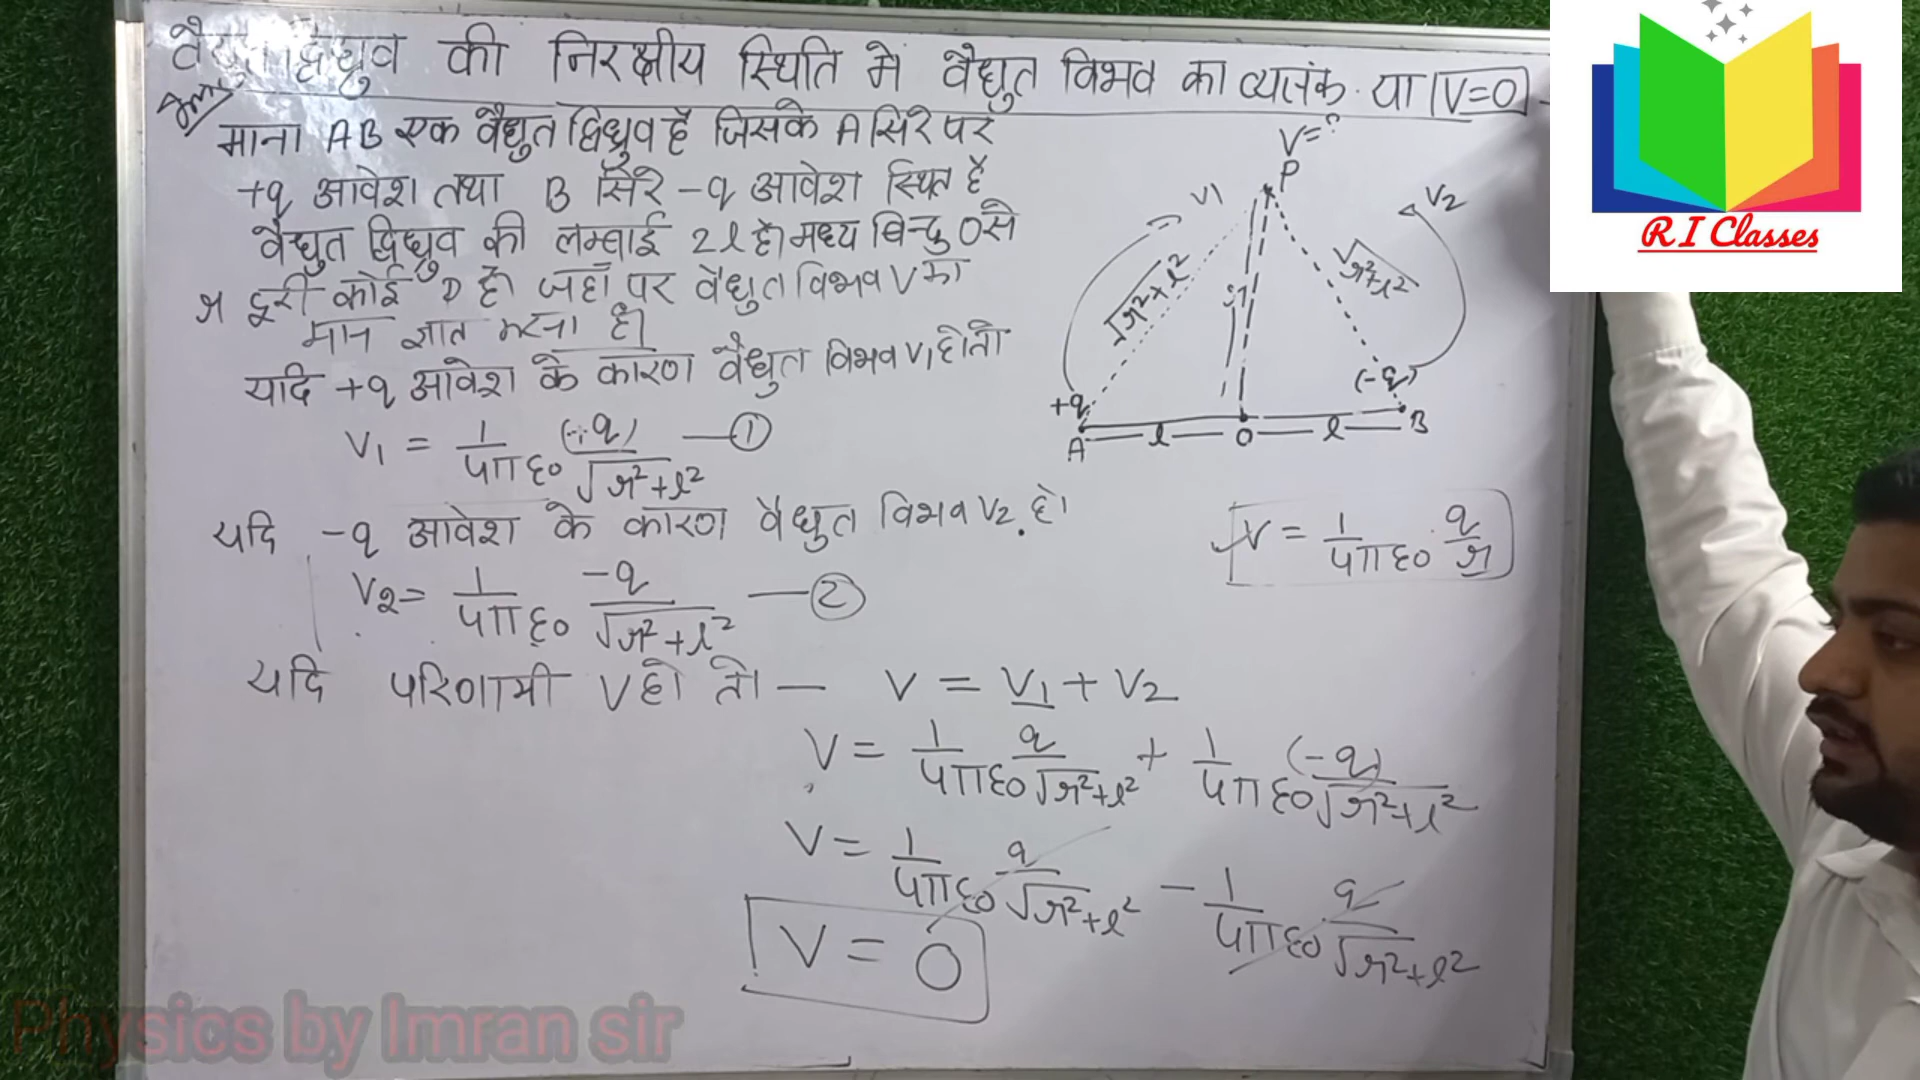 वैद्युत द्विध्रुव की निरक्षीय स्थिति मे वैद्युत विभव का व्यंजक. या V=0
माना AB एक वैद्युत द्विध्रुव है जिसके A सिरे पर
+q आवेश तथा B सिरे -q आवेश स्थित है
वैद्युत द्विध्रुव की लम्बाई 2l है। मध्य बिन्दु O से
r दूरी कोई P है। जहाँ पर वैद्युत विभव V का
मान ज्ञात करना है।
यदि +q आवेश के कारण वैद्युत विभव V1 हो तो
V1 = 1/4πε0 (+q)/√r²+l² —①
यदि -q आवेश के कारण वैद्युत विभव V2. हो।
V2 = 1/4πε0 -q/√r²+l² —②
यदि परिणामी V हो तो — V = V1 + V2
V = 1/4πε0 q/√r²+l² + 1/4πε0 (-q)/√r²+l²
V = 1/4πε0 q/√r²+l² - 1/4πε0 q/√r²+l²
V = 0
V=?
P
V1
V2
√r²+l²
r
√r²+l²
+q
(-q)
A l O l B
V = 1/4πε0 . q/r
R I Classes
Physics by Imran sir